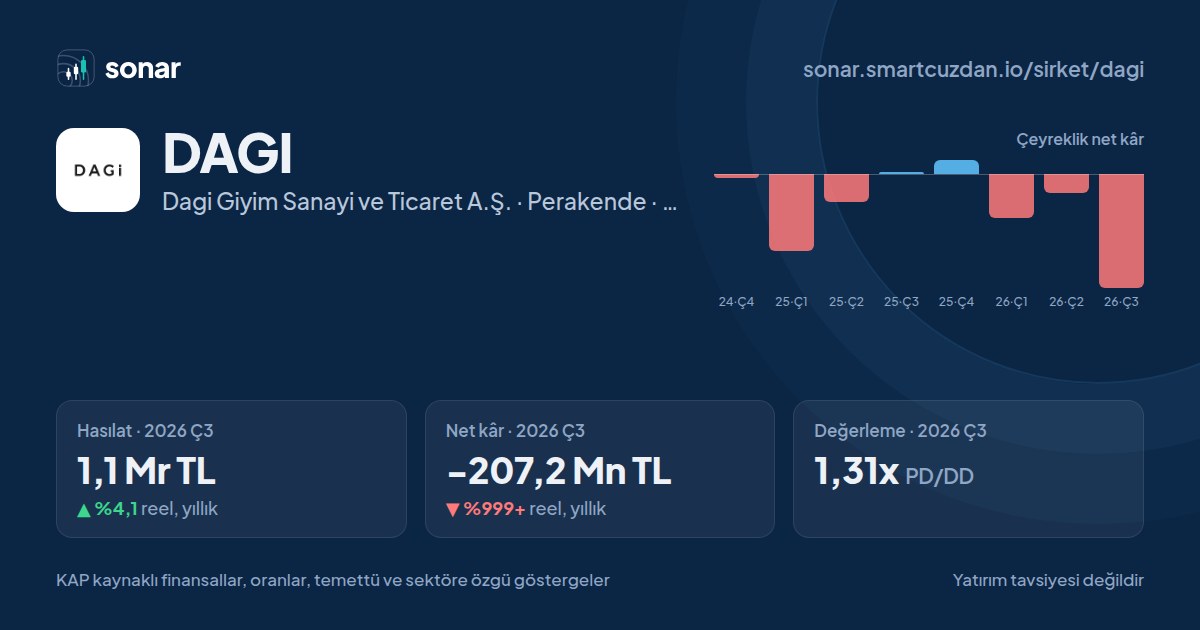 sonar
sonar.smartcuzdan.io/sirket/dagi
DAGi
DAGI
Dagi Giyim Sanayi ve Ticaret A.Ş. · Perakende · ...
Çeyreklik net kâr
24·Ç4 25·Ç1 25·Ç2 25·Ç3 25·Ç4 26·Ç1 26·Ç2 26·Ç3
Hasılat · 2026 Ç3
1,1 Mr TL
▲ %4,1 reel, yıllık
Net kâr · 2026 Ç3
−207,2 Mn TL
▼ %999+ reel, yıllık
Değerleme · 2026 Ç3
1,31x PD/DD
KAP kaynaklı finansallar, oranlar, temettü ve sektöre özgü göstergeler
Yatırım tavsiyesi değildir